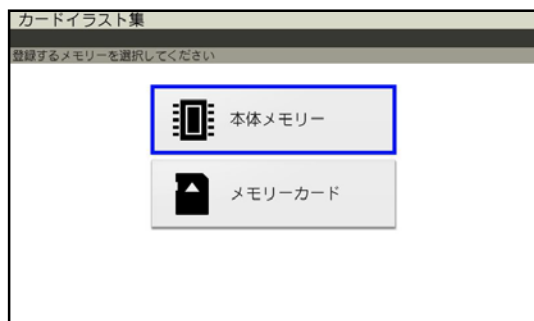 カードイラスト集
登録するメモリーを選択してください
本体メモリー
メモリーカード